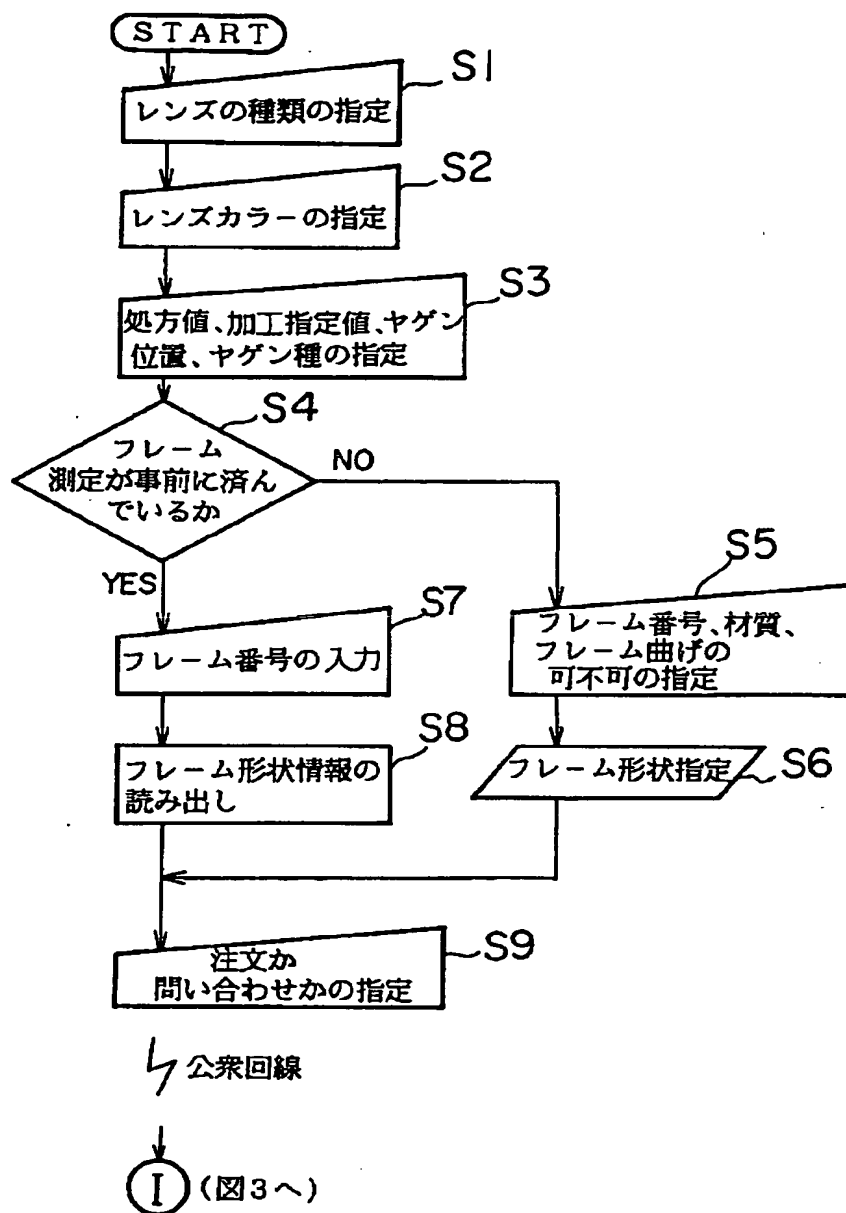 START
S1
レンズの種類の指定
S2
レンズカラーの指定
S3
処方値、加工指定値、ヤゲン
位置、ヤゲン種の指定
S4
フレーム
測定が事前に済ん
でいるか
NO
YES
S5
フレーム番号、材質、
フレーム曲げの
可不可の指定
S7
フレーム番号の入力
S8
フレーム形状情報の
読み出し
フレーム形状指定
S6
S9
注文か
問い合わせかの指定
公衆回線
I (図3へ)